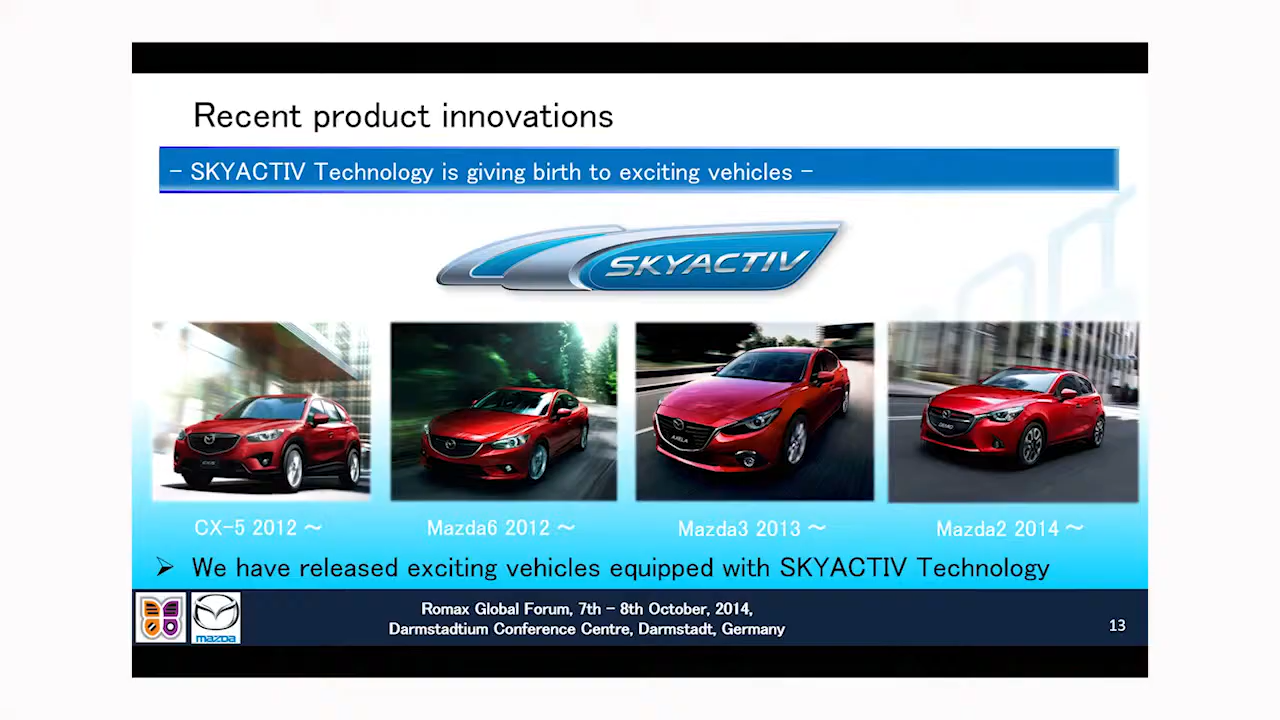 Recent product innovations
- SKYACTIV Technology is giving birth to exciting vehicles -
SKYACTIV
AXELA
DEMIO
CX-5 2012 ～
Mazda6 2012 ～
Mazda3 2013 ～
Mazda2 2014 ～
➢ We have released exciting vehicles equipped with SKYACTIV Technology
mazda
Romax Global Forum, 7th - 8th October, 2014,
Darmstadtium Conference Centre, Darmstadt, Germany
13